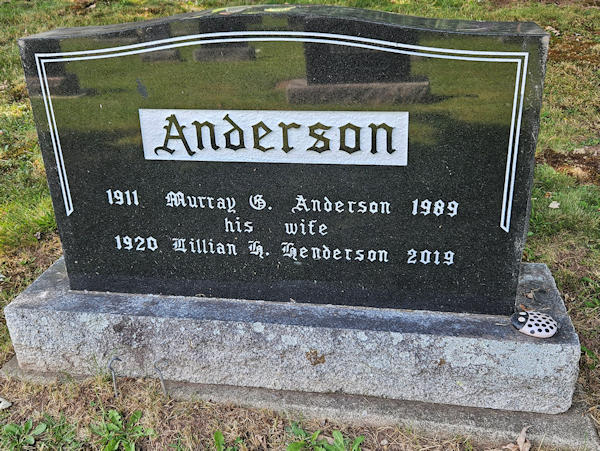 Anderson
1911 Murray G. Anderson 1989
his wife
1920 Lillian H. Henderson 2019